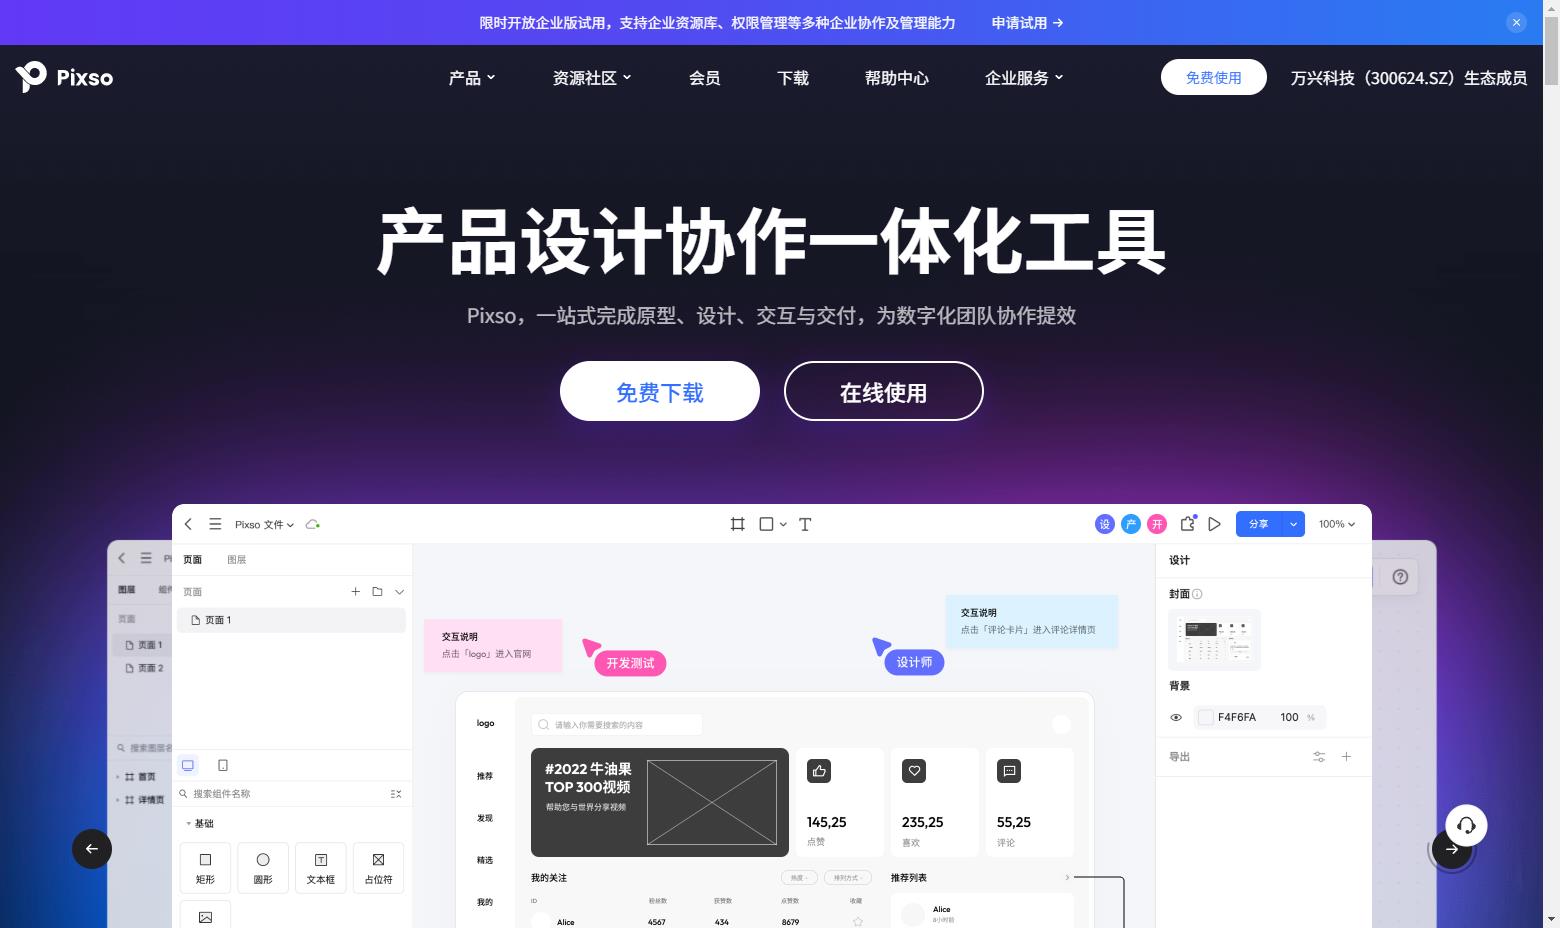 限时开放企业版试用，支持企业资源库、权限管理等多种企业协作及管理能力 申请试用
Pixso 产品 资源社区 会员 下载 帮助中心 企业服务 免费使用 万兴科技（300624.SZ）生态成员
产品设计协作一体化工具
Pixso，一站式完成原型、设计、交互与交付，为数字化团队协作提效
免费下载 在线使用
Pixso 文件 设 产 开 分享 100%
页面 图层 设计
图层
页面 封面
页面
页面 1
页面 1
页面 2
交互说明
点击「logo」进入官网
开发测试
交互说明
点击「评论卡片」进入评论详情页
设计师
背景
F4F6FA 100 %
导出
logo 请输入你需要搜索的内容
搜索图层名
首页
详情页
搜索组件名称
基础
矩形 圆形 文本框 占位符
推荐
发现
精选
我的
#2022 牛油果
TOP 300视频
帮助您与世界分享视频
145,25
点赞
235,25
喜欢
55,25
评论
我的关注 热度 排列方式 推荐列表
ID 粉丝数 获赞数 点赞数 收藏
Alice 4567 434 8679
Alice
8小时前